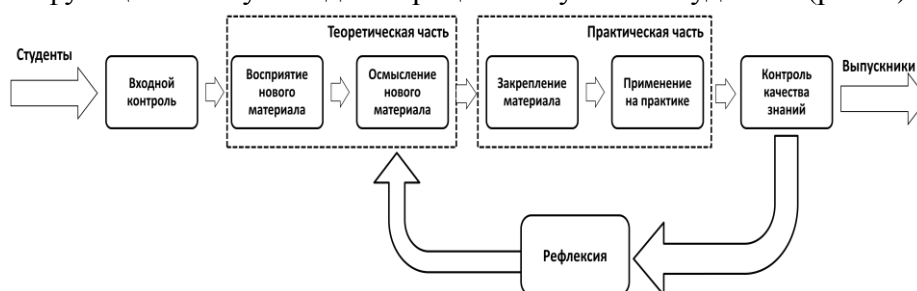 Студенты
Входной
контроль
Теоретическая часть
Восприятие
нового
материала
Осмысление
нового
материала
Практическая часть
Закрепление
материала
Применение
на практике
Контроль
качества
знаний
Выпускники
Рефлексия